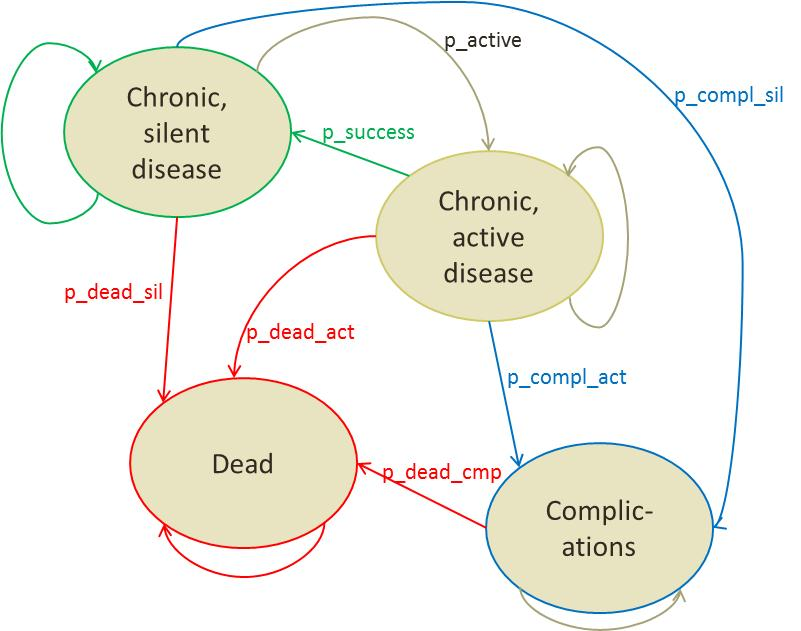 p_active
p_compl_sil
Chronic,
silent
disease
p_success
Chronic,
active
disease
p_dead_sil
p_dead_act
p_compl_act
Dead
p_dead_cmp
Complic-
ations